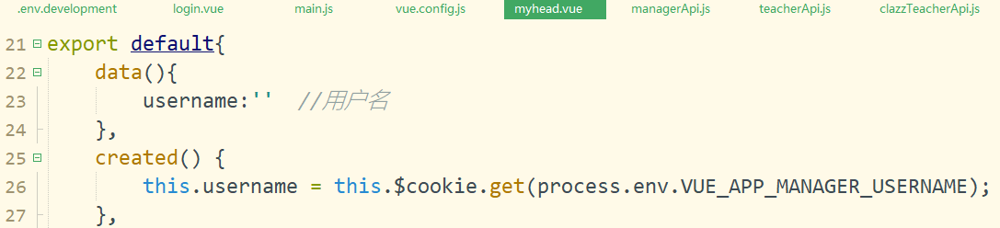 .env.development login.vue main.js vue.config.js myhead.vue managerApi.js teacherApi.js clazzTeacherApi.js
21 export default{
22 data(){
23 username:'' //用户名
24 },
25 created() {
26 this.username = this.$cookie.get(process.env.VUE_APP_MANAGER_USERNAME);
27 },